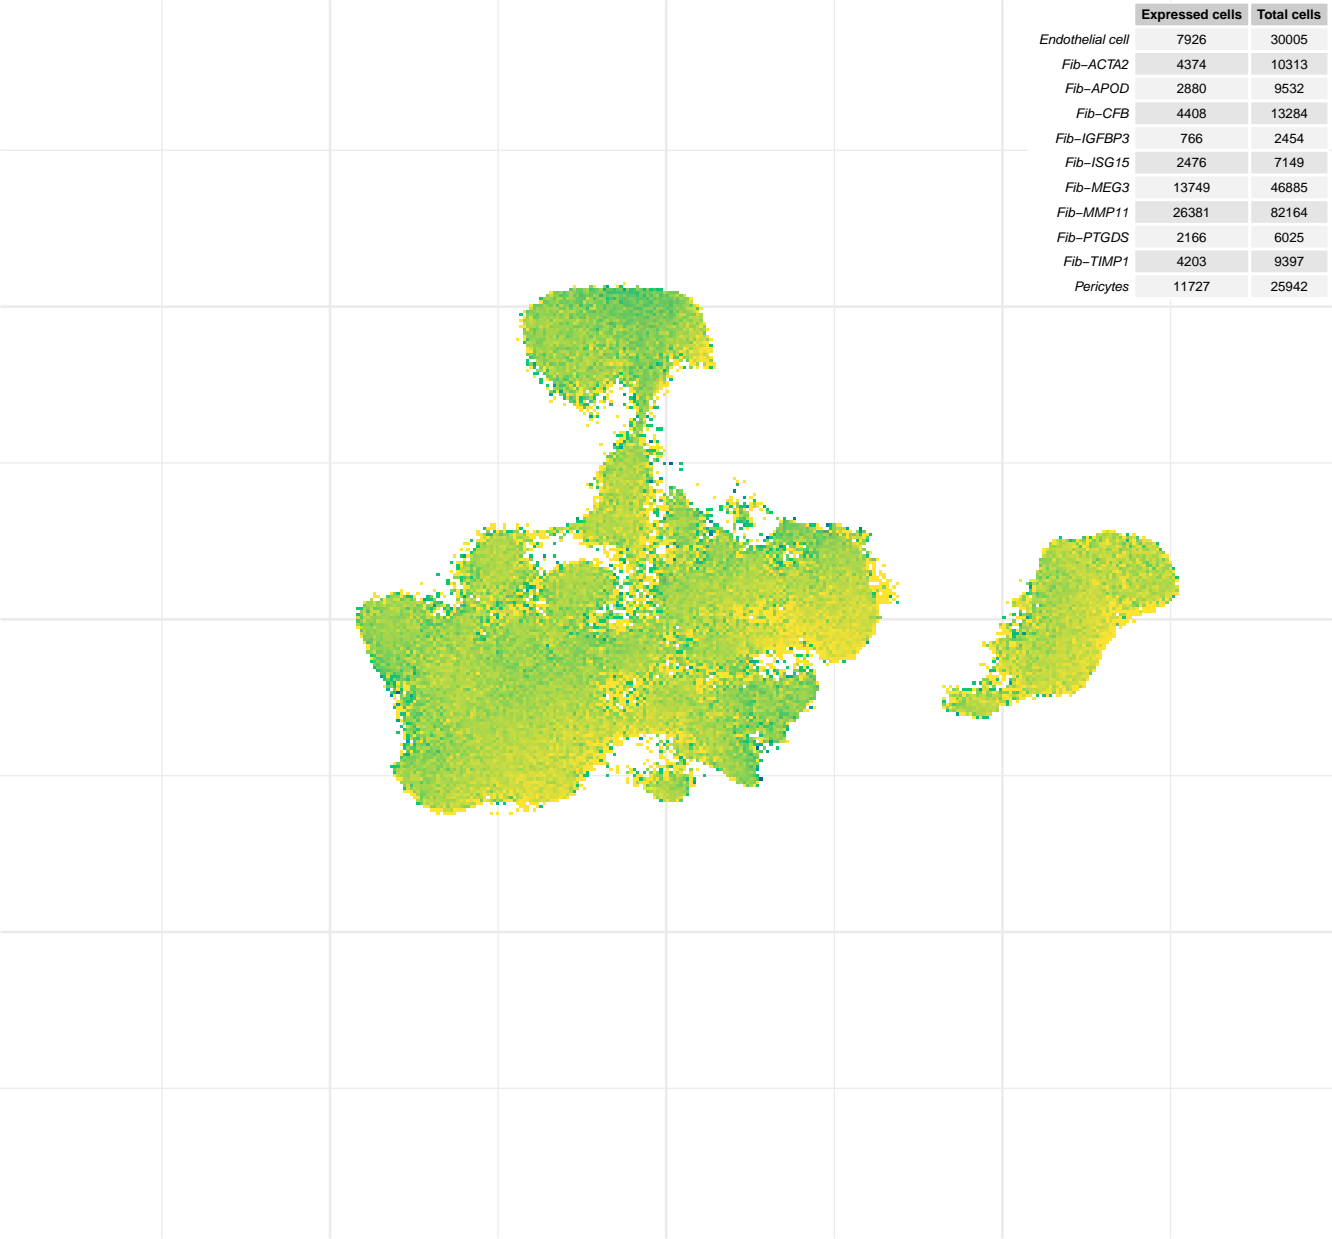 Expressed cells Total cells
Endothelial cell 7926 30005
Fib−ACTA2 4374 10313
Fib−APOD 2880 9532
Fib−CFB 4408 13284
Fib−IGFBP3 766 2454
Fib−ISG15 2476 7149
Fib−MEG3 13749 46885
Fib−MMP11 26381 82164
Fib−PTGDS 2166 6025
Fib−TIMP1 4203 9397
Pericytes 11727 25942